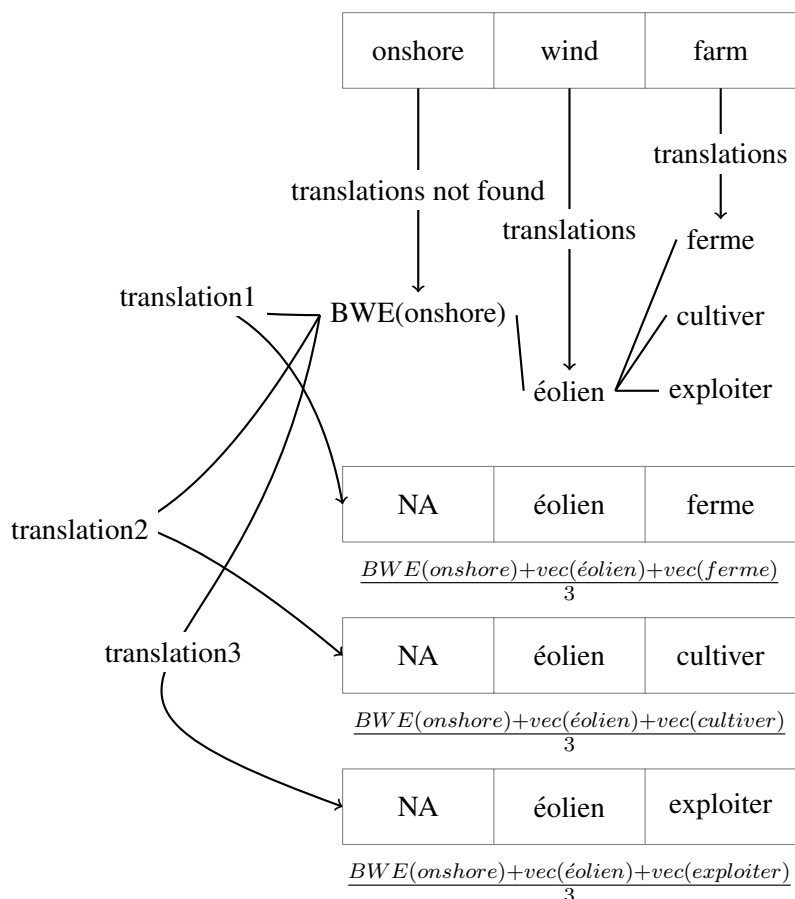 onshore wind farm
translations
translations not found
translations
ferme
translation1
BWE(onshore)
cultiver
éolien
exploiter
NA éolien ferme
translation2
BWE(onshore)+vec(éolien)+vec(ferme)
3
translation3
NA éolien cultiver
BWE(onshore)+vec(éolien)+vec(cultiver)
3
NA éolien exploiter
BWE(onshore)+vec(éolien)+vec(exploiter)
3